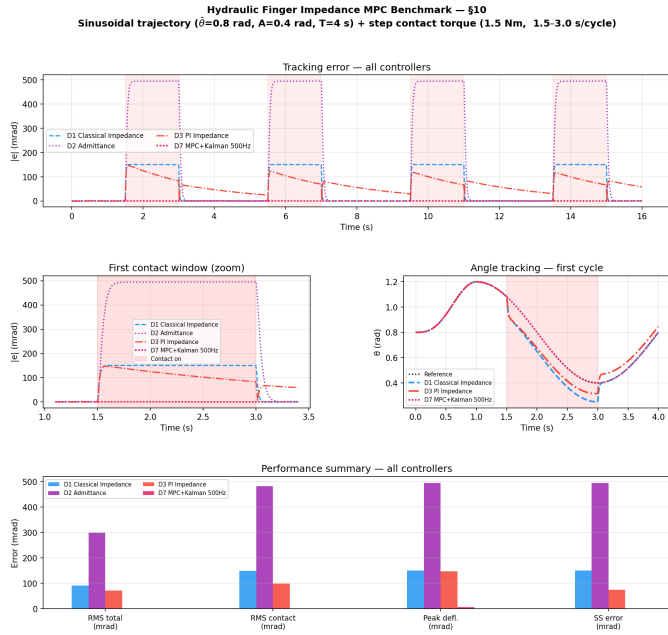 Hydraulic Finger Impedance MPC Benchmark — §10
Sinusoidal trajectory (θ̄=0.8 rad, A=0.4 rad, T=4 s) + step contact torque (1.5 Nm, 1.5–3.0 s/cycle)
Tracking error — all controllers
|e| (mrad)
500
400
300
200
100
0
D1 Classical Impedance
D2 Admittance
D3 PI Impedance
D7 MPC+Kalman 500Hz
0 2 4 6 8 10 12 14 16
Time (s)
First contact window (zoom)
|e| (mrad)
500
400
300
200
100
0
D1 Classical Impedance
D2 Admittance
D3 PI Impedance
D7 MPC+Kalman 500Hz
Contact on
1.0 1.5 2.0 2.5 3.0 3.5
Time (s)
Angle tracking — first cycle
θ (rad)
1.2
1.0
0.8
0.6
0.4
Reference
D1 Classical Impedance
D3 PI Impedance
D7 MPC+Kalman 500Hz
0.0 0.5 1.0 1.5 2.0 2.5 3.0 3.5 4.0
Time (s)
Performance summary — all controllers
Error (mrad)
500
400
300
200
100
0
D1 Classical Impedance
D2 Admittance
D3 PI Impedance
D7 MPC+Kalman 500Hz
RMS total
(mrad)
RMS contact
(mrad)
Peak defl.
(mrad)
SS error
(mrad)